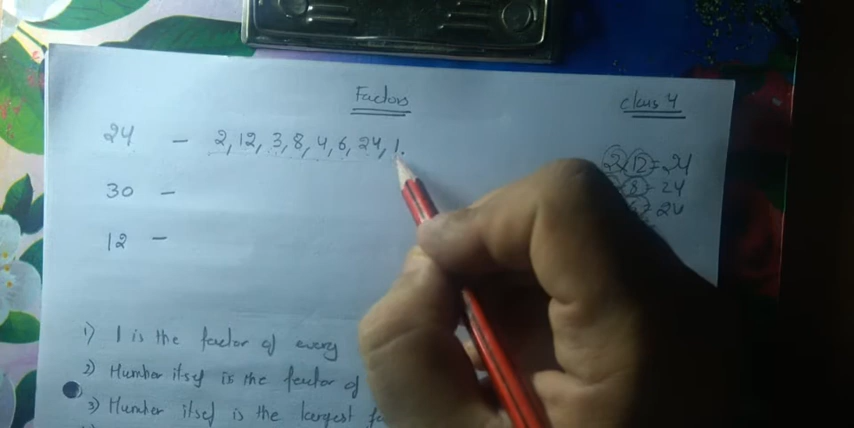 Factors
class 4
24 - 2, 12, 3, 8, 4, 6, 24, 1.
2 12 = 24
8 = 24
= 24
30 -
12 -
1) 1 is the factor of every
2) Number itself is the factor of
3) Number itself is the largest